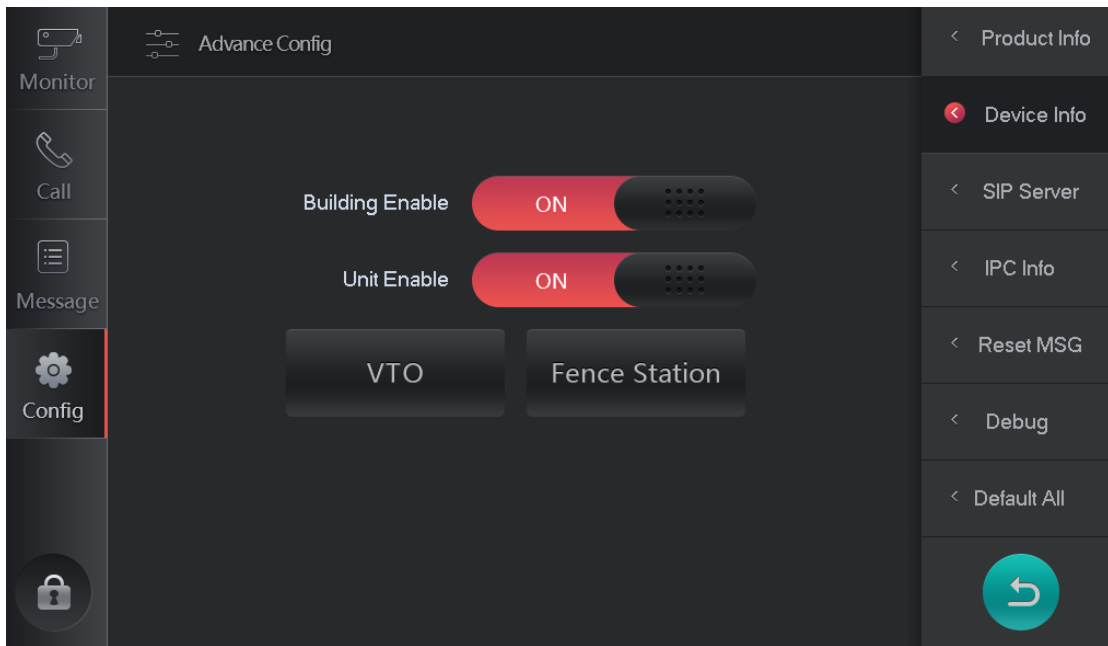 Monitor
Call
Message
Config
Advance Config
Building Enable ON
Unit Enable ON
VTO Fence Station
Product Info
Device Info
SIP Server
IPC Info
Reset MSG
Debug
Default All